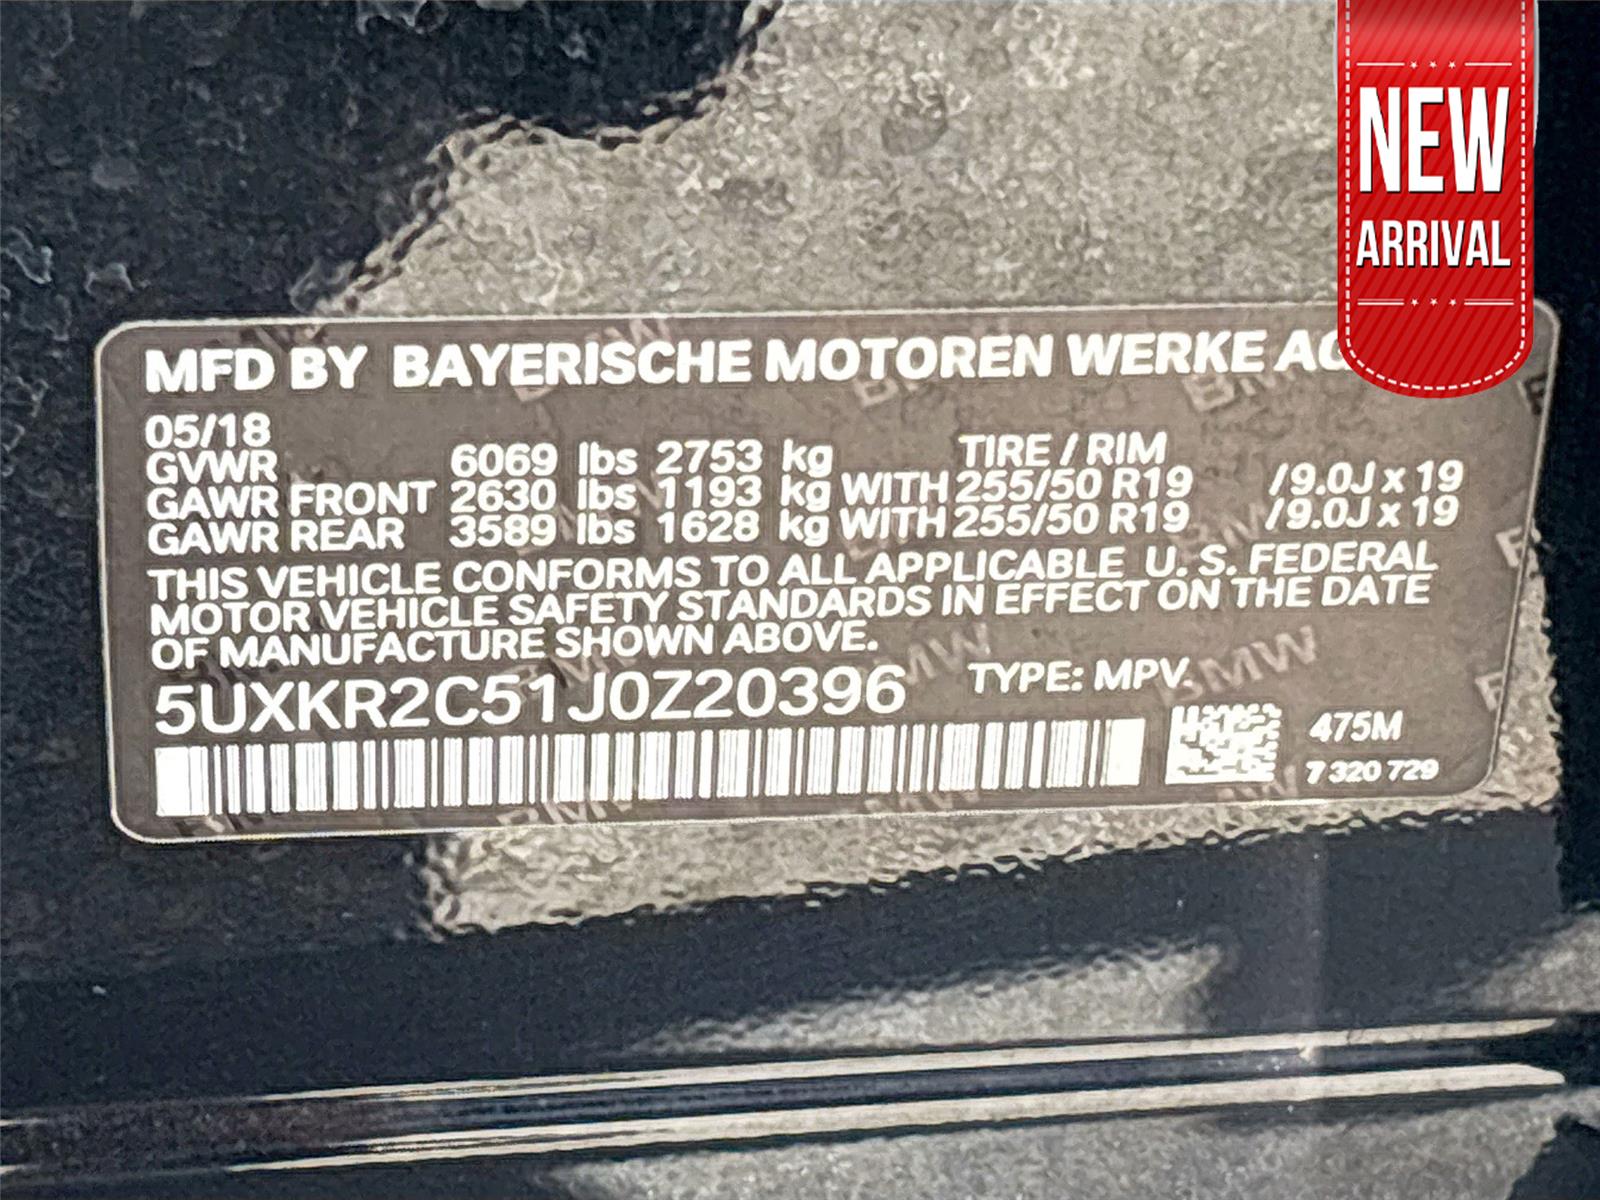 NEW
ARRIVAL
MFD BY BAYERISCHE MOTOREN WERKE AG
05/18
GVWR 6069 lbs 2753 kg TIRE / RIM
GAWR FRONT 2630 lbs 1193 kg WITH 255/50 R19 /9.0J x 19
GAWR REAR 3589 lbs 1628 kg WITH 255/50 R19 /9.0J x 19
THIS VEHICLE CONFORMS TO ALL APPLICABLE U. S. FEDERAL
MOTOR VEHICLE SAFETY STANDARDS IN EFFECT ON THE DATE
OF MANUFACTURE SHOWN ABOVE.
5UXKR2C51J0Z20396 TYPE: MPV
475M
7 320 729